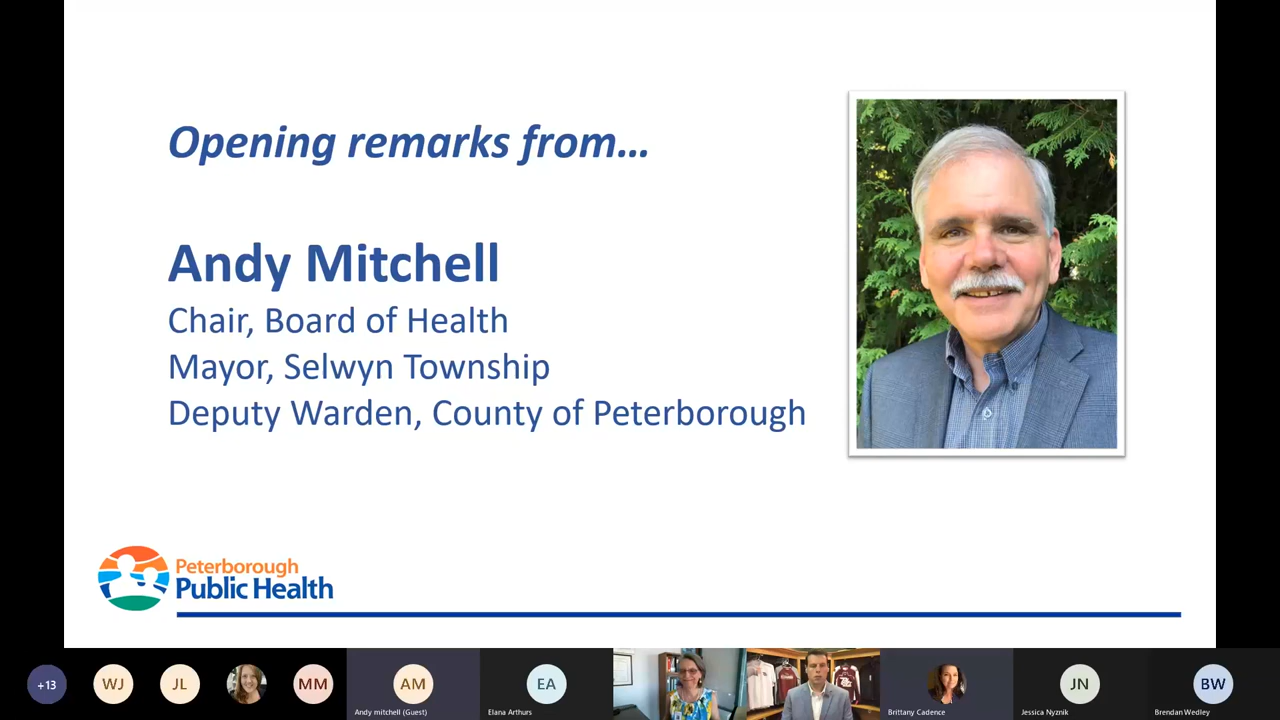 Opening remarks from...
Andy Mitchell
Chair, Board of Health
Mayor, Selwyn Township
Deputy Warden, County of Peterborough
Peterborough
Public Health
+13
WJ
JL
MM
AM
EA
JN
BW
Andy mitchell (Guest)
Elana Arthurs
Brittany Cadence
Jessica Nyznik
Brendan Wedley